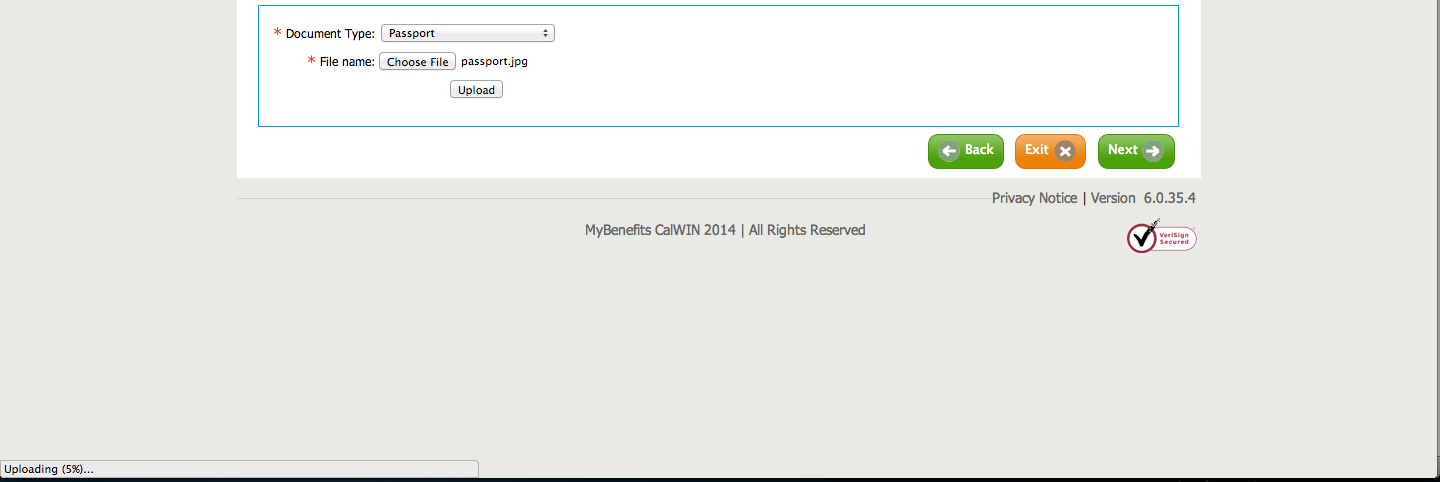 * Document Type: Passport
* File name: Choose File passport.jpg
Upload
Back Exit Next
Privacy Notice | Version 6.0.35.4
MyBenefits CalWIN 2014 | All Rights Reserved
VeriSign
Secured
Uploading (5%)...